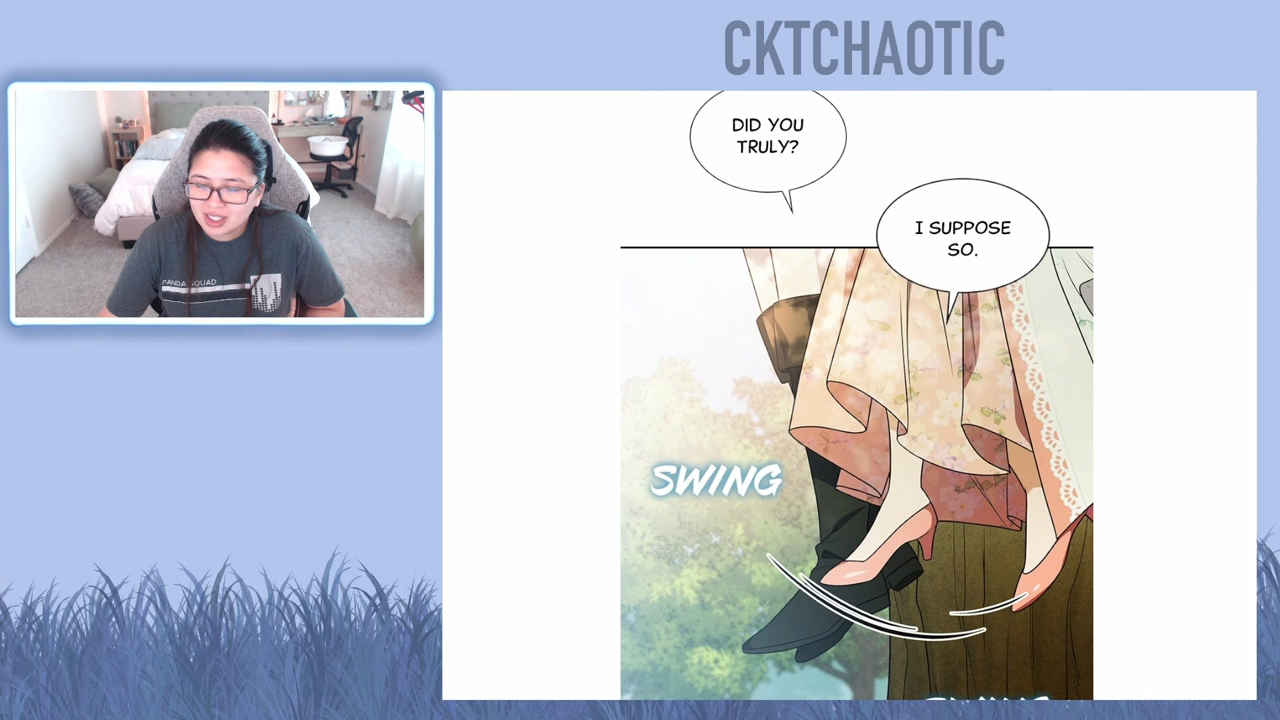 CKTCHAOTIC
DID YOU
TRULY?
I SUPPOSE
SO.
PANDA SQUAD
SWING